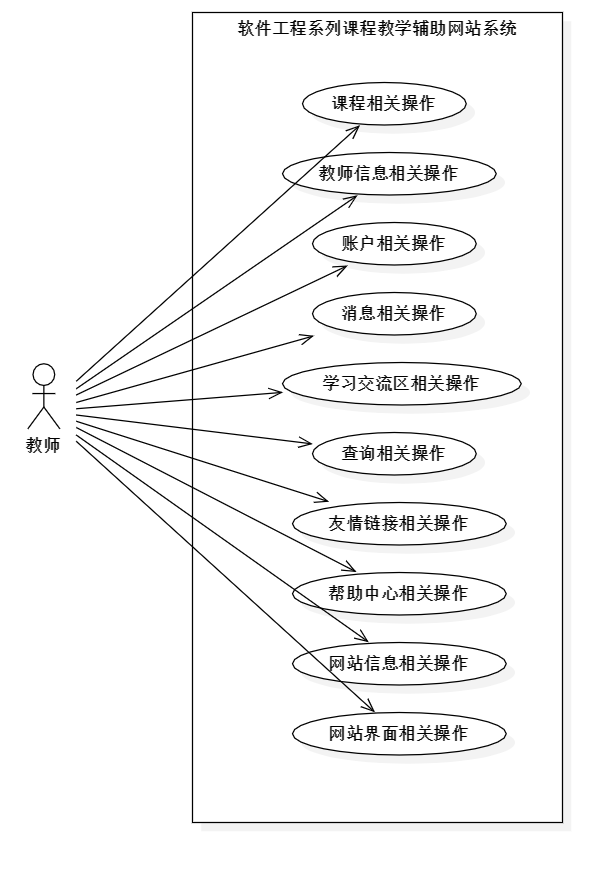 软件工程系列课程教学辅助网站系统
课程相关操作
教师信息相关操作
账户相关操作
消息相关操作
学习交流区相关操作
教师
查询相关操作
友情链接相关操作
帮助中心相关操作
网站信息相关操作
网站界面相关操作